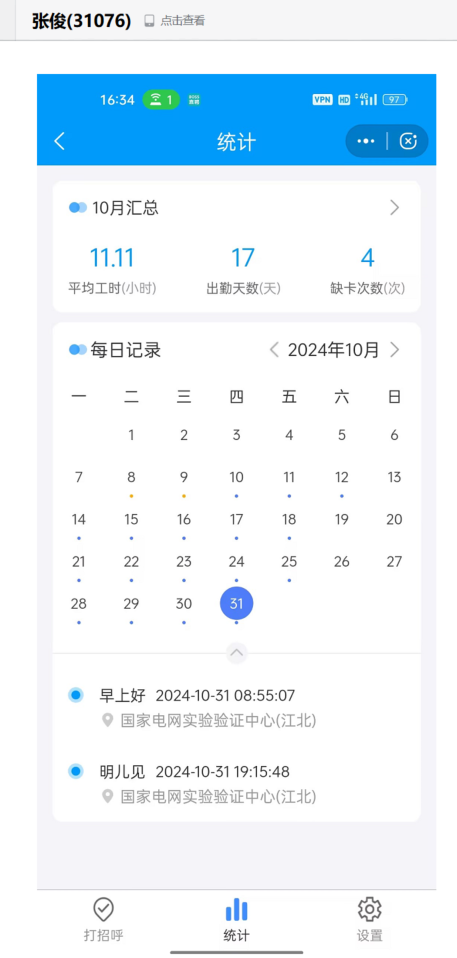 张俊(31076) 点击查看
16:34 1 VPN HD 4G 97
统计
10月汇总
11.11 17 4
平均工时(小时) 出勤天数(天) 缺卡次数(次)
每日记录 2024年10月
一 二 三 四 五 六 日
1 2 3 4 5 6
7 8 9 10 11 12 13
14 15 16 17 18 19 20
21 22 23 24 25 26 27
28 29 30 31
早上好 2024-10-31 08:55:07
国家电网实验验证中心(江北)
明儿见 2024-10-31 19:15:48
国家电网实验验证中心(江北)
打招呼 统计 设置